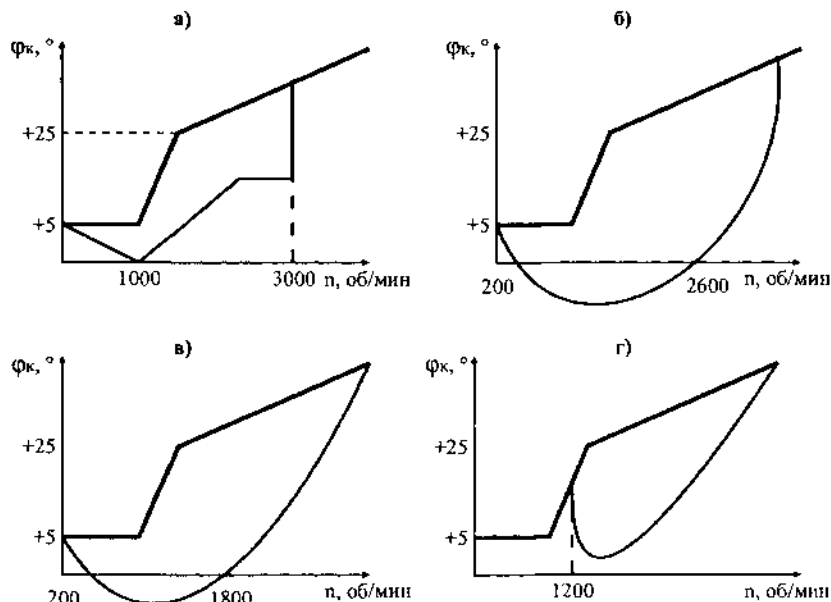 а)
φк, °
+25
+5
1000
3000 n, об/мин
б)
φк, °
+25
+5
200
2600
n, об/мин
в)
φк, °
+25
+5
200
1800
n, об/мин
г)
φк, °
+25
+5
1200
n, об/мин